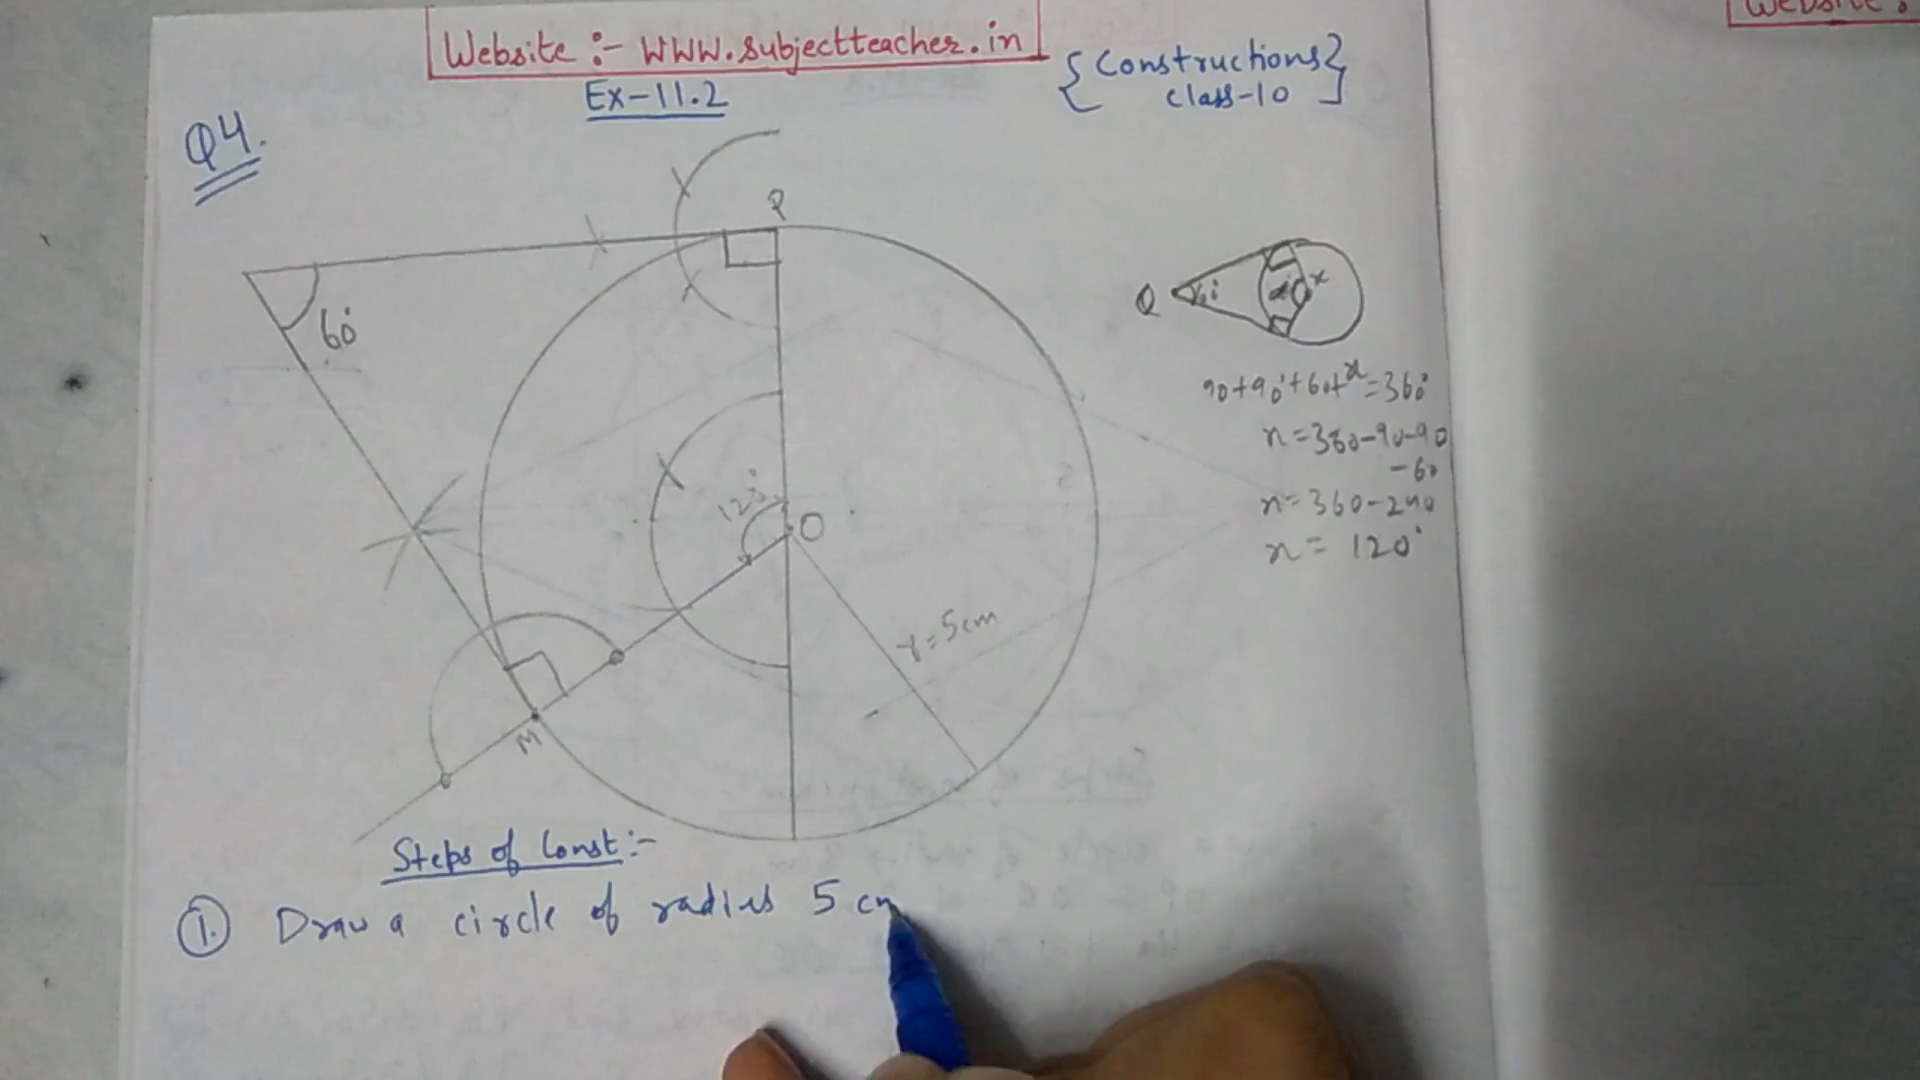 Website :- www.subjectteacher.in
Website :
Ex-11.2
{Constructions}
Class-10
Q4.
P
60°
Q
60°
x
90+90°+60+x=360°
x=360-90-90
-60
x=360-240
x= 120°
120°
O
r=5cm
M
Steps of Const:-
1. Draw a circle of radius 5 cm